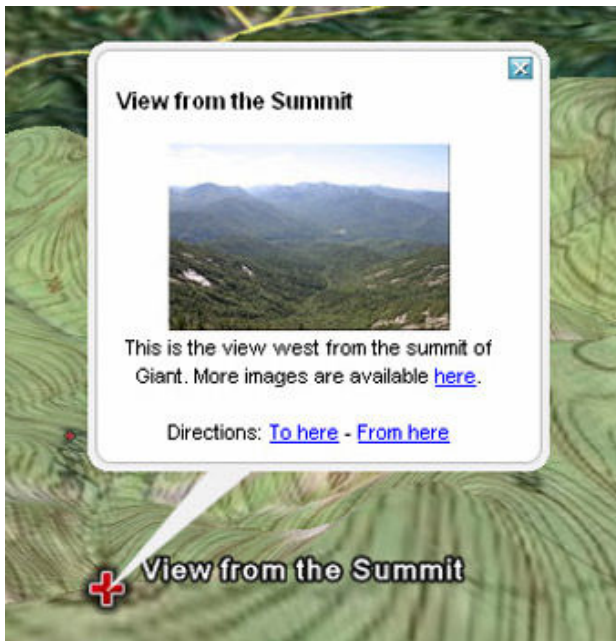 View from the Summit
This is the view west from the summit of
Giant. More images are available here.
Directions: To here - From here
View from the Summit